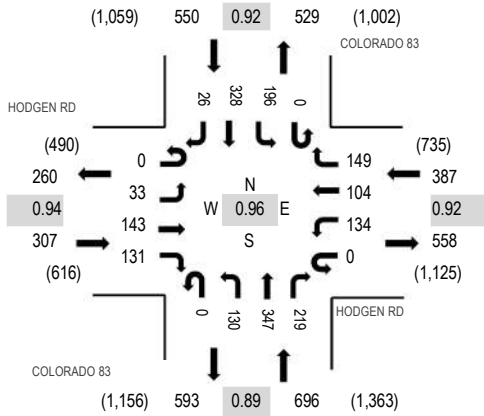 (1,059) 550 0.92 529 (1,002)
COLORADO 83
HODGEN RD
26 328 196 0
(490) (735)
0 149
260 387
33 N 104
0.94 W 0.96 E 0.92
143 134
307 S 558
131 0
(616) (1,125)
0 130 347 219
HODGEN RD
COLORADO 83
(1,156) 593 0.89 696 (1,363)